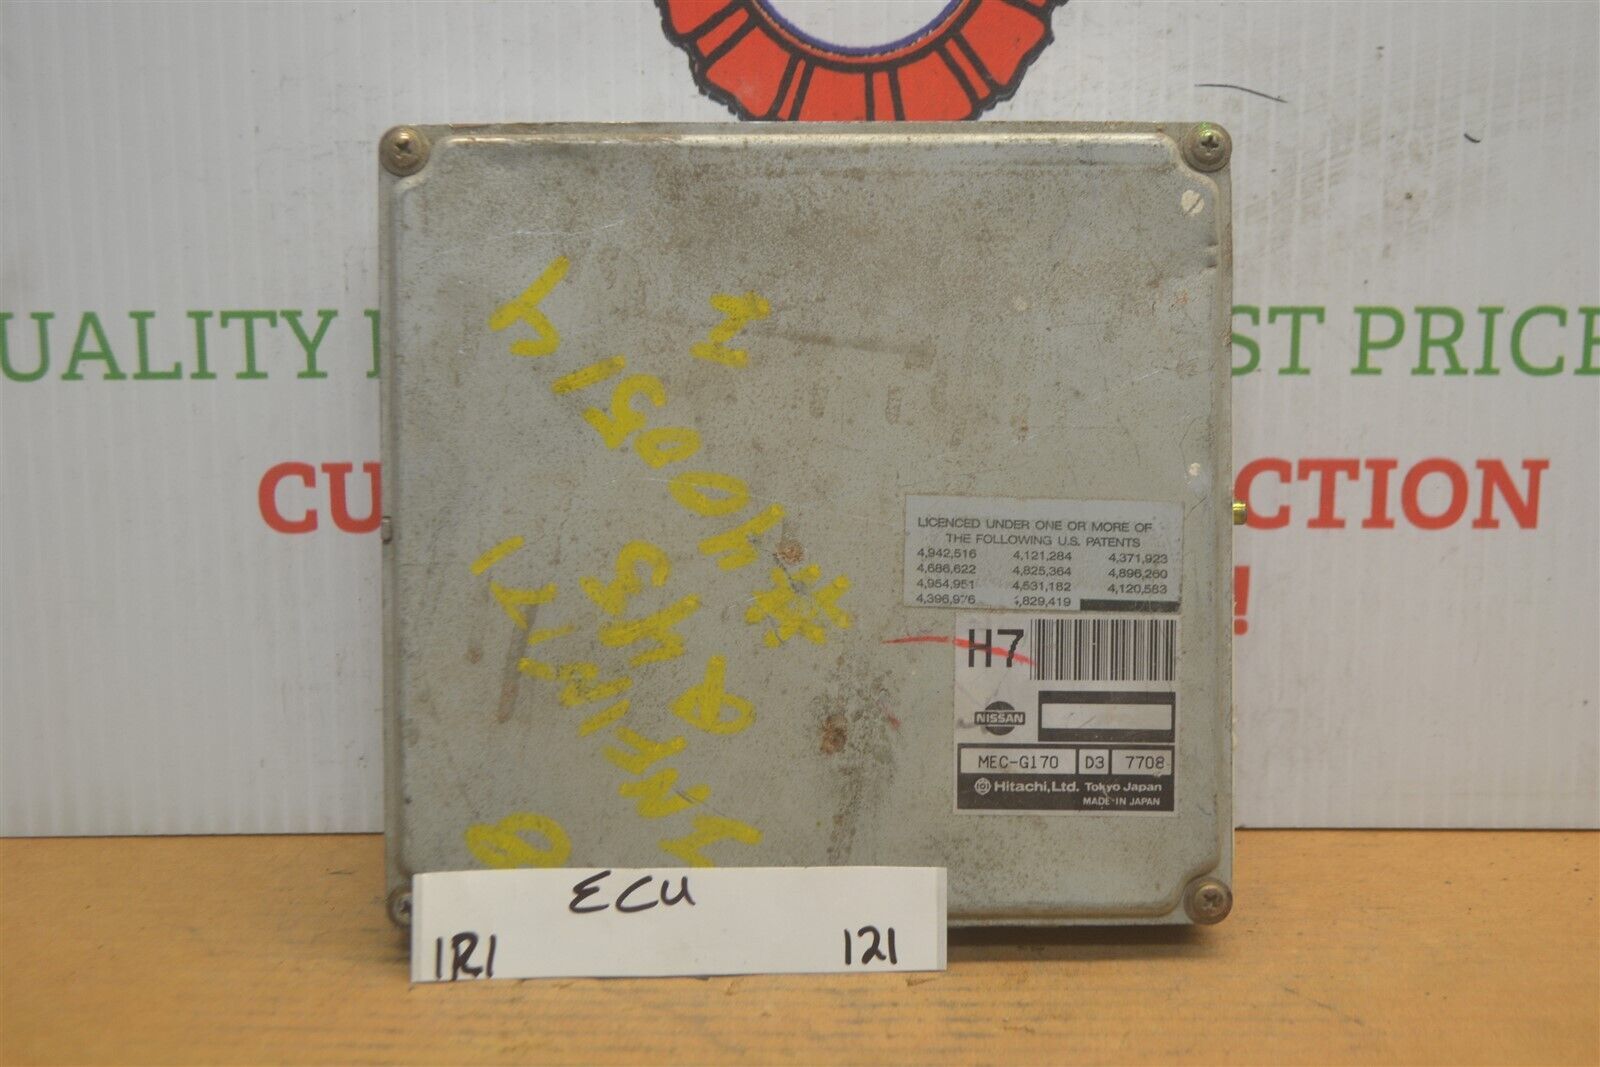 UALITY
ST PRICE
CU
CTION
!
LICENCED UNDER ONE OR MORE OF
THE FOLLOWING U.S. PATENTS
4,942,516 4,121,284 4,371,923
4,686,622 4,825,364 4,896,260
4,954,951 4,531,182 4,120,583
4,396,976 4,829,419
H7
NISSAN
MEC-G170 D3 7708
Hitachi, Ltd. Tokyo Japan
MADE IN JAPAN
ECU
1R1 121